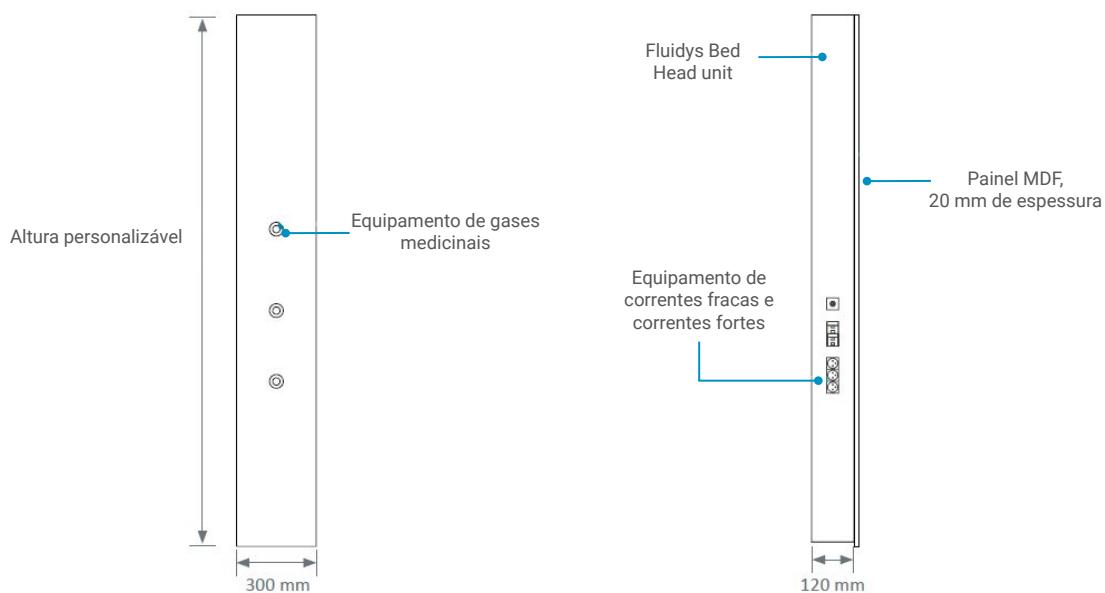 Fluidys Bed
Head unit
Painel MDF,
20 mm de espessura
Altura personalizável
Equipamento de gases
medicinais
Equipamento de
correntes fracas e
correntes fortes
300 mm
120 mm